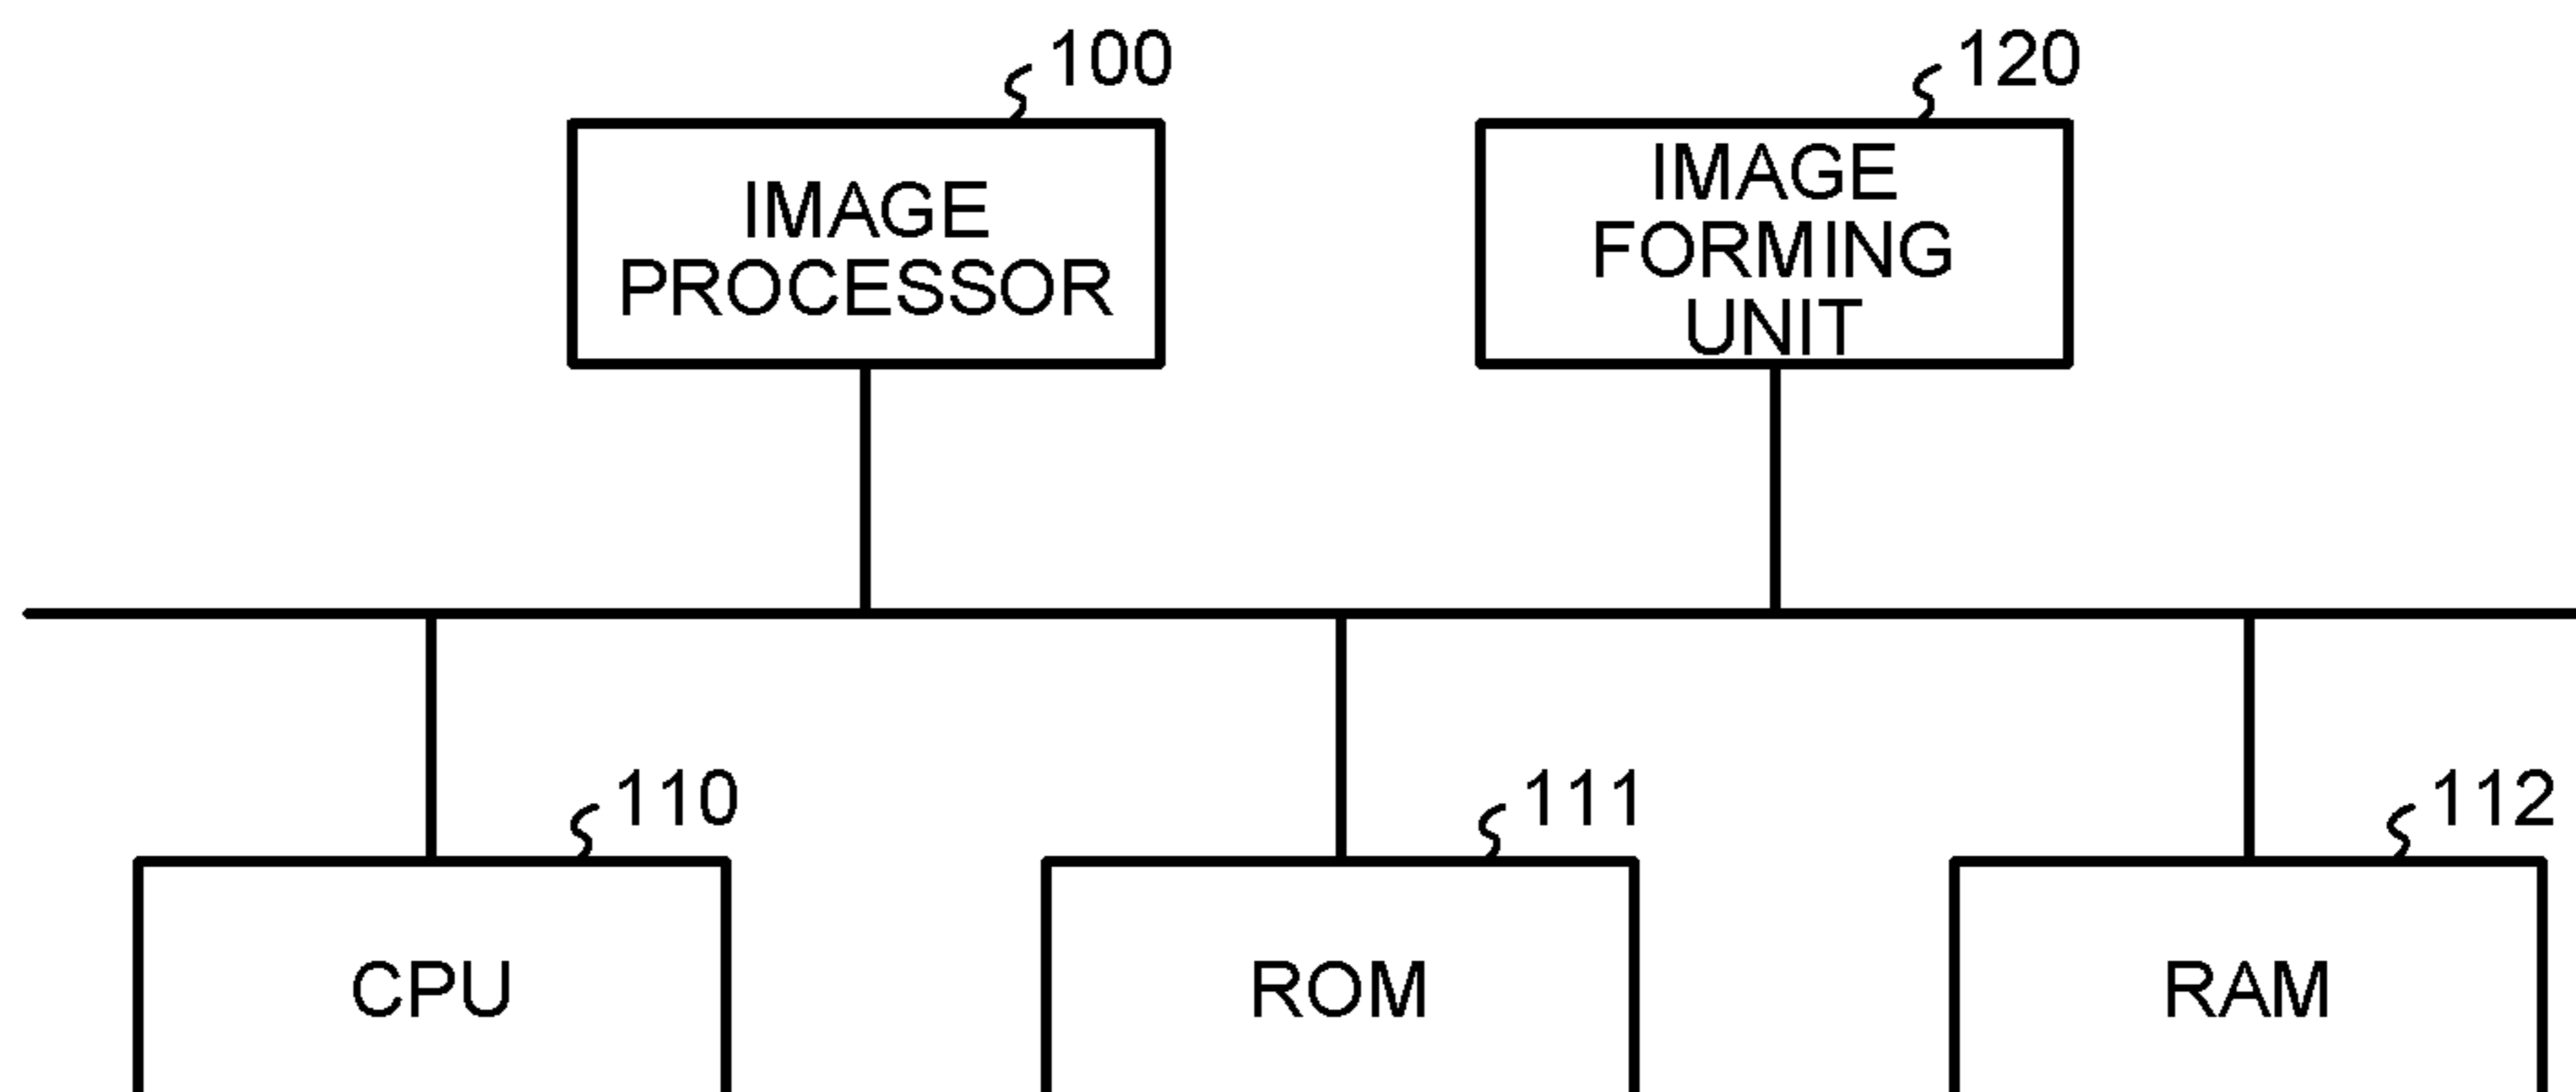 100
IMAGE
PROCESSOR
120
IMAGE
FORMING
UNIT
110
CPU
111
ROM
112
RAM